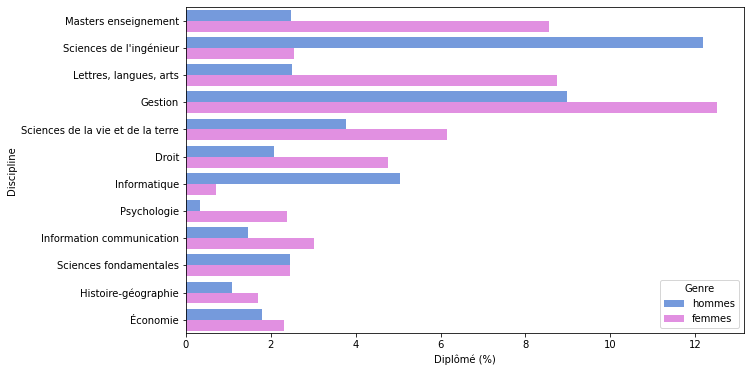 Masters enseignement
Sciences de l'ingénieur
Lettres, langues, arts
Gestion
Sciences de la vie et de la terre
Droit
Informatique
Psychologie
Information communication
Sciences fondamentales
Histoire-géographie
Économie
Discipline
0 2 4 6 8 10 12
Diplômé (%)
Genre
hommes
femmes